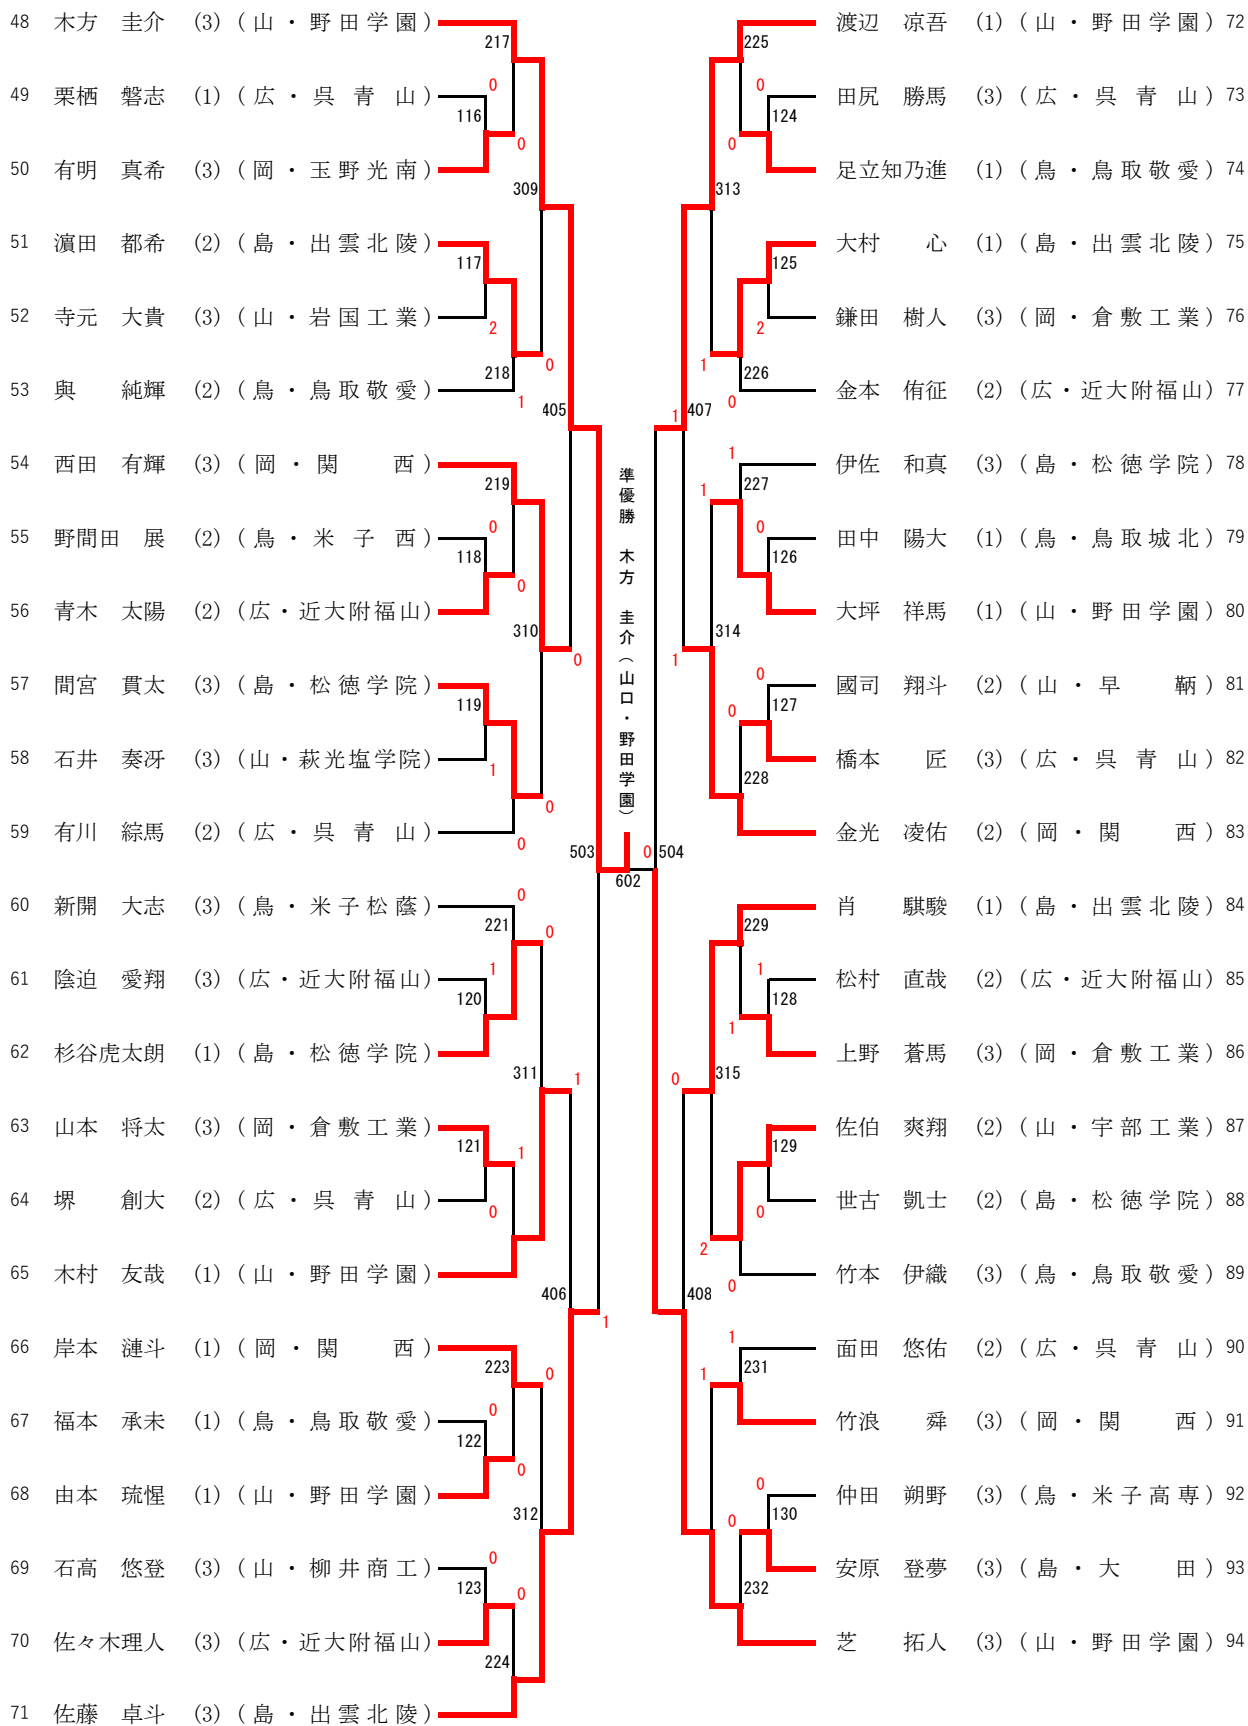 48 木方 圭介 (3) (山・野田学園)
217
0
49 栗栖 磐志 (1) (広・呉青山)
116
0
50 有明 真希 (3) (岡・玉野光南)
309
51 濵田 都希 (2) (島・出雲北陵)
117
52 寺元 大貴 (3) (山・岩国工業)
2
0
218
53 與 純輝 (2) (鳥・鳥取敬愛)
1
405
54 西田 有輝 (3) (岡・関西)
219
0
55 野間田 展 (2) (鳥・米子西)
118
0
56 青木 太陽 (2) (広・近大附福山)
310
0
57 間宮 貫太 (3) (島・松徳学院)
119
58 石井 奏冴 (3) (山・萩光塩学院)
1
0
59 有川 綜馬 (2) (広・呉青山)
0
503
60 新開 大志 (3) (鳥・米子松蔭)
0
221
0
61 陰迫 愛翔 (3) (広・近大附福山)
1
120
62 杉谷虎太朗 (1) (島・松徳学院)
311
1
63 山本 将太 (3) (岡・倉敷工業)
121
1
64 堺 創大 (2) (広・呉青山)
0
65 木村 友哉 (1) (山・野田学園)
406
1
66 岸本 漣斗 (1) (岡・関西)
223
0
67 福本 承未 (1) (鳥・鳥取敬愛)
0
122
0
68 由本 琉惺 (1) (山・野田学園)
312
69 石高 悠登 (3) (山・柳井商工)
0
123
0
70 佐々木理人 (3) (広・近大附福山)
224
71 佐藤 卓斗 (3) (島・出雲北陵)
準優勝 木方 圭介(山口・野田学園)
0
602
渡辺 凉吾 (1) (山・野田学園) 72
225
0
田尻 勝馬 (3) (広・呉青山) 73
124
0
足立知乃進 (1) (鳥・鳥取敬愛) 74
313
大村 心 (1) (島・出雲北陵) 75
125
鎌田 樹人 (3) (岡・倉敷工業) 76
2
1
226
金本 侑征 (2) (広・近大附福山) 77
0
1
407
伊佐 和真 (3) (島・松徳学院) 78
1
227
1
0
田中 陽大 (1) (鳥・鳥取城北) 79
126
大坪 祥馬 (1) (山・野田学園) 80
314
1
國司 翔斗 (2) (山・早鞆) 81
0
127
0
橋本 匠 (3) (広・呉青山) 82
228
金光 凌佑 (2) (岡・関西) 83
504
肖 騏駿 (1) (島・出雲北陵) 84
229
1
松村 直哉 (2) (広・近大附福山) 85
128
1
上野 蒼馬 (3) (岡・倉敷工業) 86
315
0
佐伯 爽翔 (2) (山・宇部工業) 87
129
世古 凱士 (2) (島・松徳学院) 88
0
2
竹本 伊織 (3) (鳥・鳥取敬愛) 89
0
408
面田 悠佑 (2) (広・呉青山) 90
1
231
1
竹浪 舜 (3) (岡・関西) 91
仲田 朔野 (3) (鳥・米子高専) 92
0
130
0
安原 登夢 (3) (島・大田) 93
232
芝 拓人 (3) (山・野田学園) 94